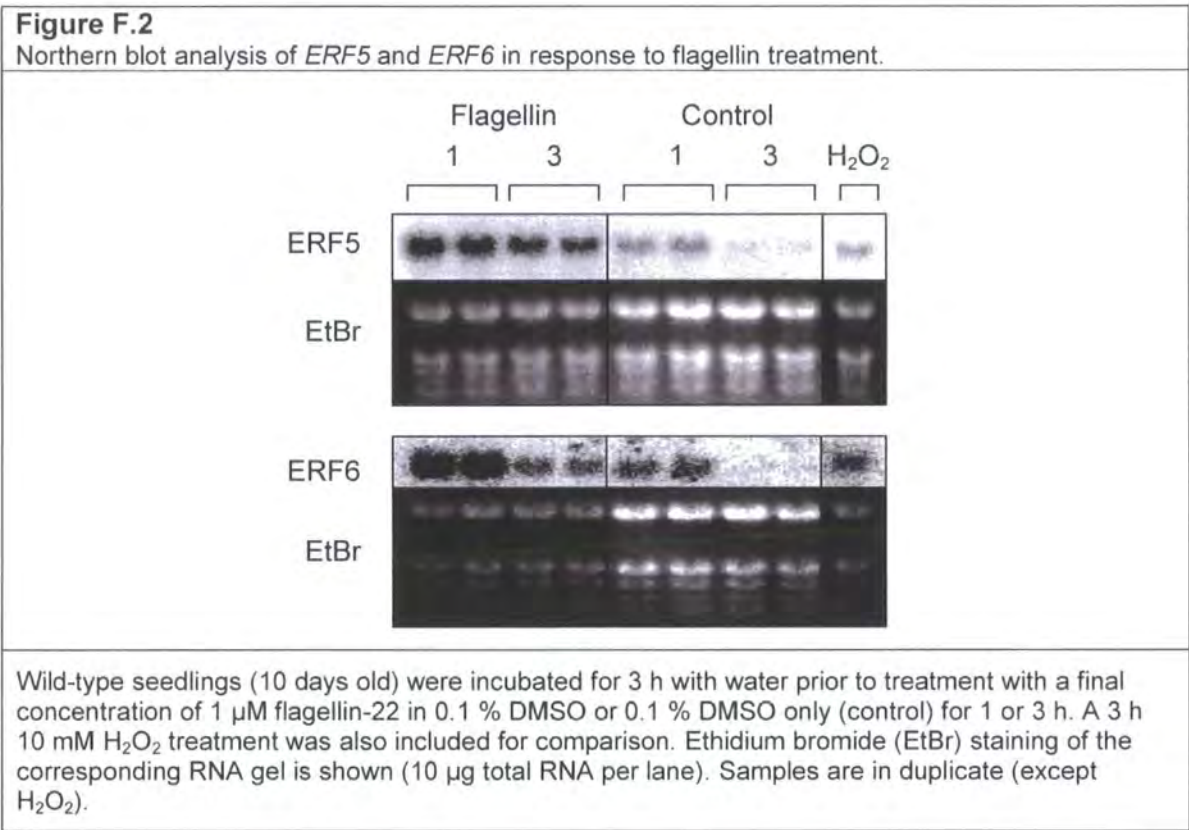 Figure F.2
Northern blot analysis of ERF5 and ERF6 in response to flagellin treatment.
Flagellin Control
1 3 1 3 H₂O₂
ERF5
EtBr
ERF6
EtBr
Wild-type seedlings (10 days old) were incubated for 3 h with water prior to treatment with a final
concentration of 1 µM flagellin-22 in 0.1 % DMSO or 0.1 % DMSO only (control) for 1 or 3 h. A 3 h
10 mM H₂O₂ treatment was also included for comparison. Ethidium bromide (EtBr) staining of the
corresponding RNA gel is shown (10 µg total RNA per lane). Samples are in duplicate (except
H₂O₂).